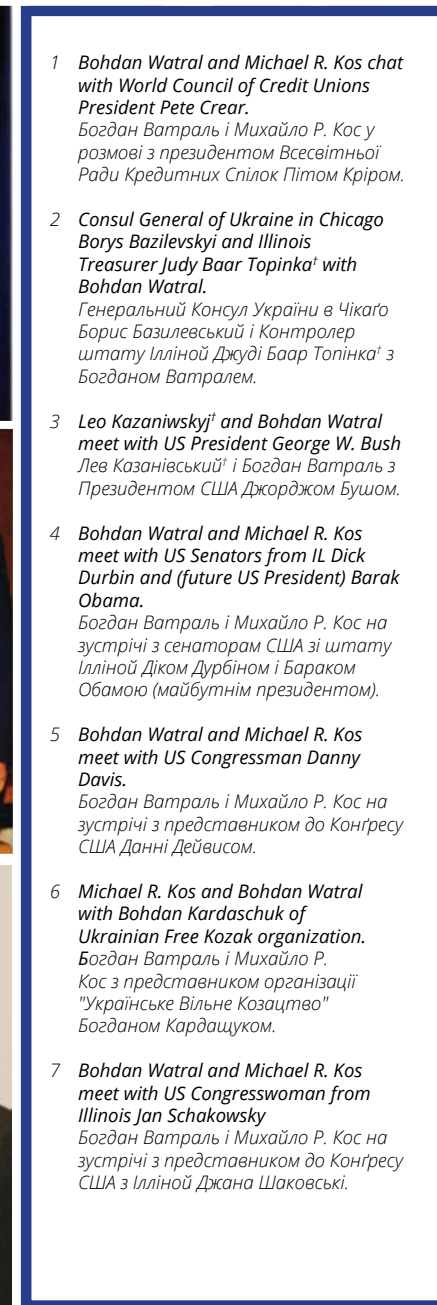 1 Bohdan Watral and Michael R. Kos chat
with World Council of Credit Unions
President Pete Crear.
Богдан Ватраль і Михайло Р. Кос у
розмові з президентом Всесвітньої
Ради Кредитних Спілок Пітом Кріром.
2 Consul General of Ukraine in Chicago
Borys Bazilevskyi and Illinois
Treasurer Judy Baar Topinka† with
Bohdan Watral.
Генеральний Консул України в Чікаґо
Борис Базилевський і Контролер
штату Іллiной Джуді Баар Топінка† з
Богданом Ватралем.
3 Leo Kazaniwskyj† and Bohdan Watral
meet with US President George W. Bush
Лев Казанівський† і Богдан Ватраль з
Президентом США Джорджом Бушом.
4 Bohdan Watral and Michael R. Kos
meet with US Senators from IL Dick
Durbin and (future US President) Barak
Obama.
Богдан Ватраль і Михайло Р. Кос на
зустрічі з сенаторам США зі штату
Ілліной Діком Дурбіном і Бараком
Обамою (майбутнім президентом).
5 Bohdan Watral and Michael R. Kos
meet with US Congressman Danny
Davis.
Богдан Ватраль і Михайло Р. Кос на
зустрічі з представником до Конґресу
США Данні Дейвисом.
6 Michael R. Kos and Bohdan Watral
with Bohdan Kardaschuk of
Ukrainian Free Kozak organization.
Богдан Ватраль і Михайло Р.
Кос з представником організації
"Українське Вільне Козацтво"
Богданом Кардащуком.
7 Bohdan Watral and Michael R. Kos
meet with US Congresswoman from
Illinois Jan Schakowsky
Богдан Ватраль і Михайло Р. Кос на
зустрічі з представником до Конґресу
США з Ілліной Джана Шаковські.